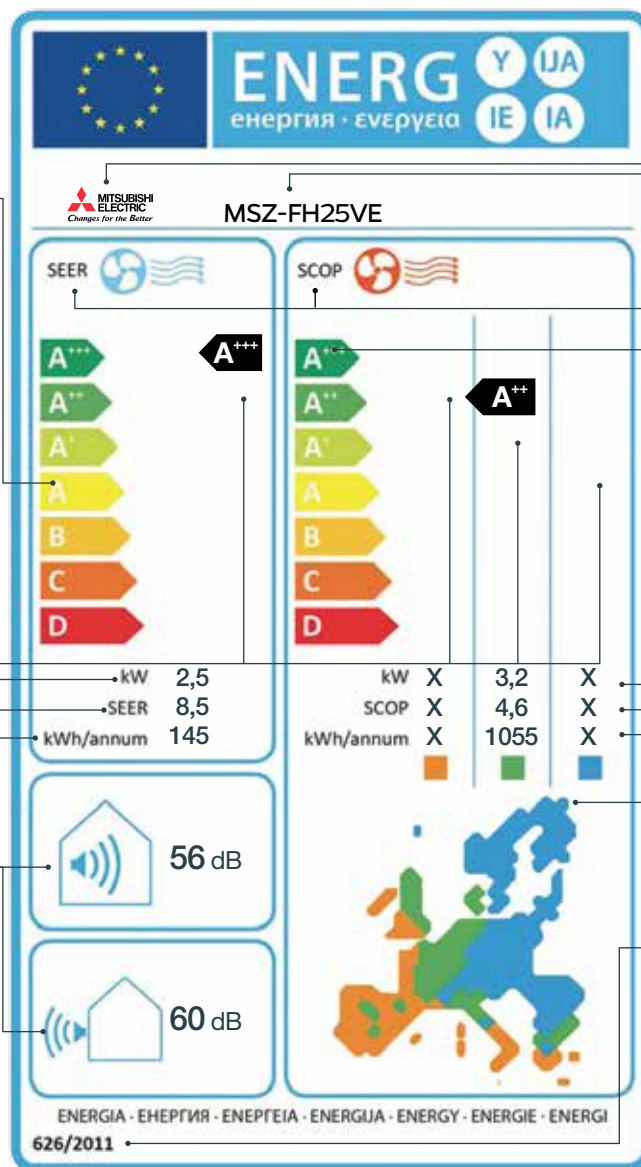 ENERG Y IJA
енергия · ενεργεια IE IA
MITSUBISHI
ELECTRIC
Changes for the Better
MSZ-FH25VE
SEER
A+++
A+++
A++
A+
A
B
C
D
kW 2,5
SEER 8,5
kWh/annum 145
SCOP
A+++
A++
A++
A+
A
B
C
D
kW X 3,2 X
SCOP X 4,6 X
kWh/annum X 1055 X
56 dB
60 dB
ENERGIA · ЕНЕРГИЯ · ΕΝΕΡΓΕΙΑ · ENERGIJA · ENERGY · ENERGIE · ENERGI
626/2011